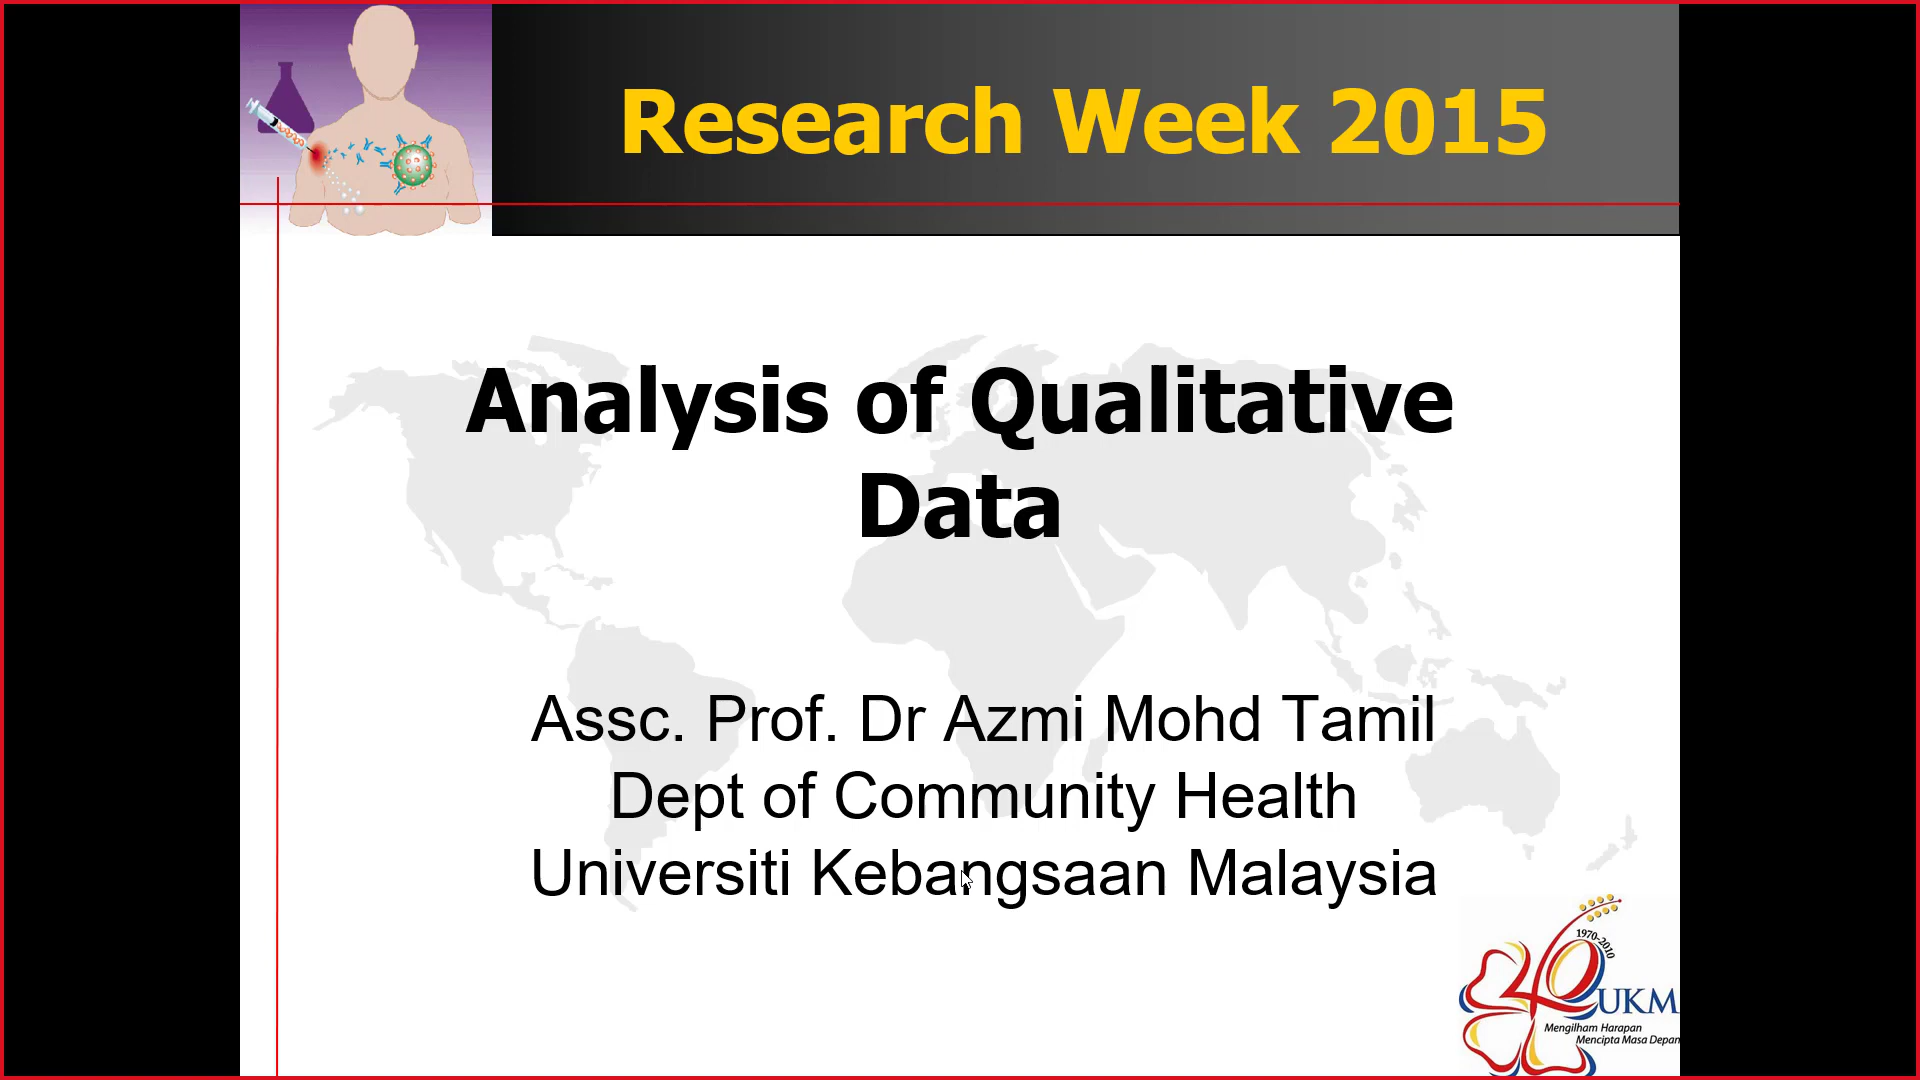 Research Week 2015
Analysis of Qualitative
Data
Assc. Prof. Dr Azmi Mohd Tamil
Dept of Community Health
Universiti Kebangsaan Malaysia
1970-2010
40 UKM
Mengilham Harapan
Mencipta Masa Depan